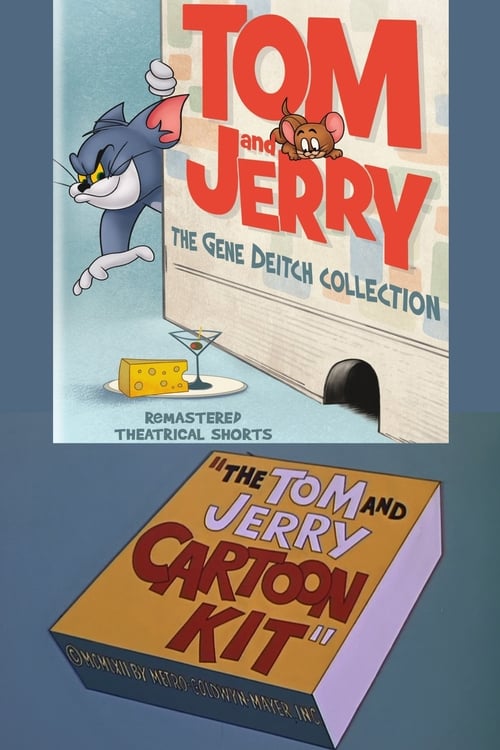 TOM
and
JERRY
THE GENE DEITCH COLLECTION
REMASTERED
THEATRICAL SHORTS
"THE TOM AND
JERRY
CARTOON
KIT"
©MCMLXII BY METRO-GOLDWYN-MAYER, INC